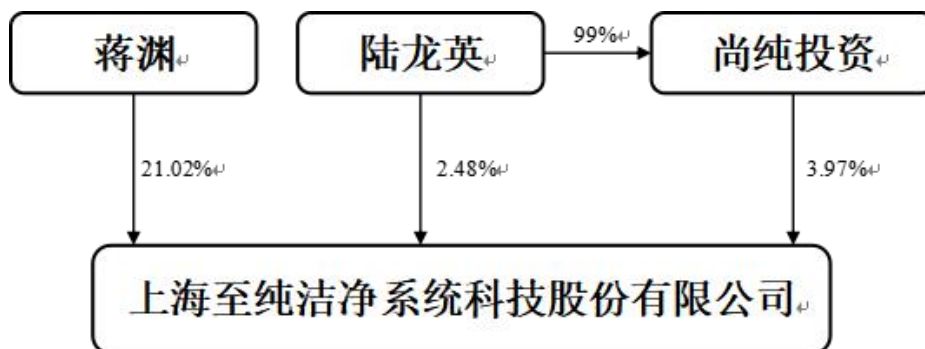 蒋渊
陆龙英
99%
尚纯投资
21.02%
2.48%
3.97%
上海至纯洁净系统科技股份有限公司